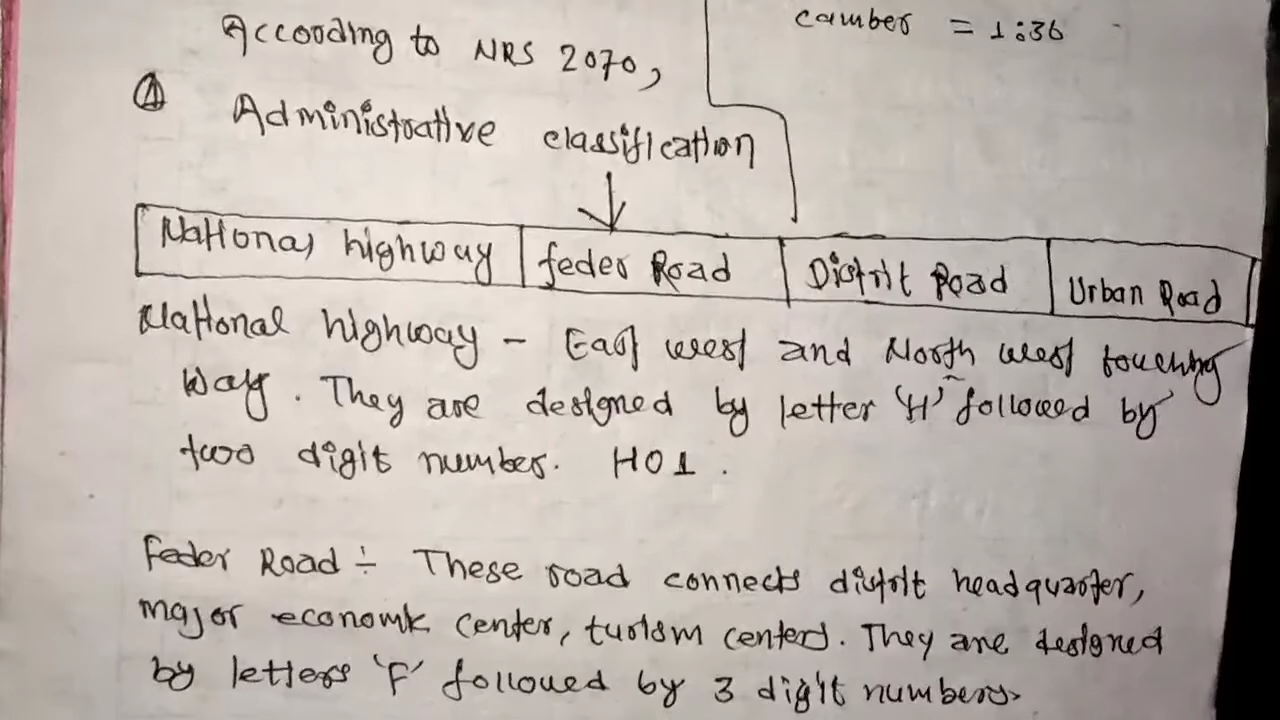 camber = 1:36
According to NRS 2070,
① Administrative classification
National highway | feder Road | District Road | Urban Road
National highway - East west and North west touching
way. They are designed by letter 'H' followed by
two digit number. H01.
Feder Road ÷ These road connects district headquarter,
major economic center, turism centers. They are designed
by letters 'F' followed by 3 digit numbers.